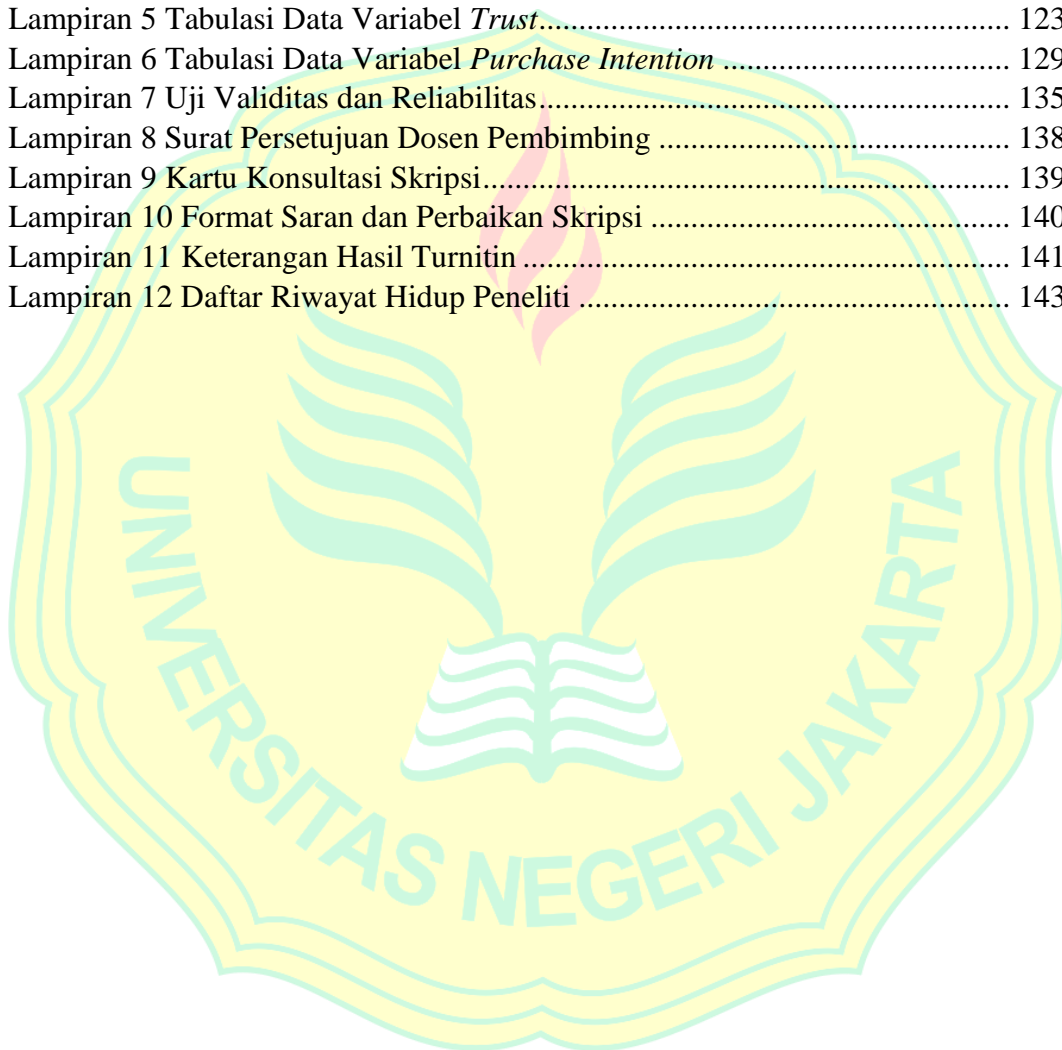 Lampiran 5 Tabulasi Data Variabel Trust.......................................................... 123
Lampiran 6 Tabulasi Data Variabel Purchase Intention .................................... 129
Lampiran 7 Uji Validitas dan Reliabilitas.......................................................... 135
Lampiran 8 Surat Persetujuan Dosen Pembimbing ........................................... 138
Lampiran 9 Kartu Konsultasi Skripsi................................................................. 139
Lampiran 10 Format Saran dan Perbaikan Skripsi ............................................ 140
Lampiran 11 Keterangan Hasil Turnitin ............................................................ 141
Lampiran 12 Daftar Riwayat Hidup Peneliti ..................................................... 143
UNIVERSITAS NEGERI JAKARTA